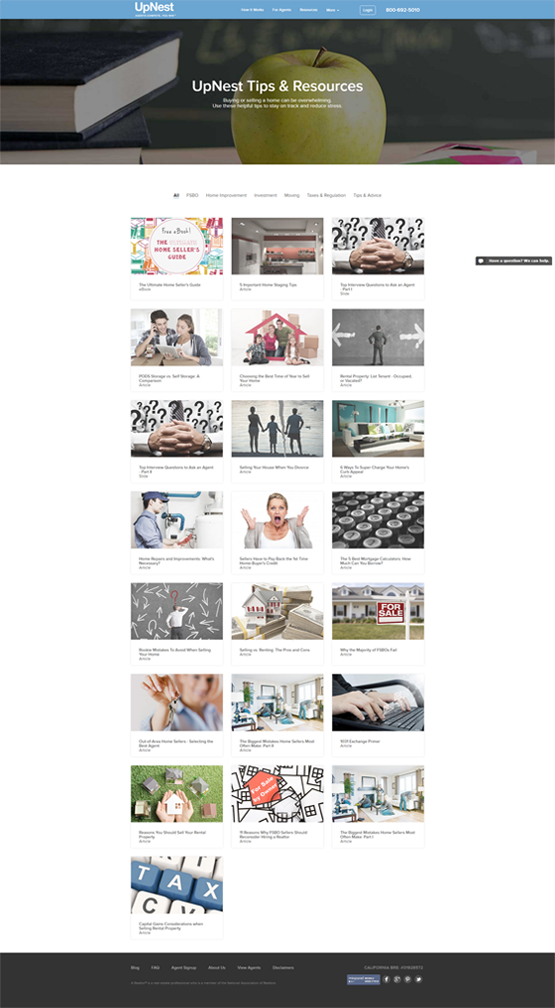 UpNest
How It Works For Agents Resources More Login 800-692-5010
UpNest Tips & Resources
Buying or selling a home can be overwhelming.
Use these helpful tips to stay on track and reduce stress.
All FSBO Home Improvement Investment Moving Taxes & Regulation Tips & Advice
Free eBook!
THE ULTIMATE
HOME SELLER'S
GUIDE
The Ultimate Home Seller's Guide
eBook
5 Important Home Staging Tips
Article
Top Interview Questions to Ask an Agent
- Part I
Slide
Have a question? We can help.
PODS Storage vs. Self Storage: A
Comparison
Article
Choosing the Best Time of Year to Sell
Your Home
Article
Rental Property: List Tenant - Occupied,
or Vacated?
Article
Top Interview Questions to Ask an Agent
- Part II
Slide
Selling Your House When You Divorce
Article
6 Ways To Super Charge Your Home's
Curb Appeal
Article
Home Repairs and Improvements: What's
Necessary?
Article
Sellers Have to Pay Back the 1st Time
Home Buyer's Credit
Article
The 5 Best Mortgage Calculators: How
Much Can You Borrow?
Article
Rookie Mistakes To Avoid When Selling
Your Home
Article
Selling vs. Renting: The Pros and Cons
Article
FOR
SALE
Why the Majority of FSBOs Fail
Article
Out-of-Area Home Sellers - Selecting the
Best Agent
Article
The Biggest Mistakes Home Sellers Most
Often Make: Part II
Article
1031 Exchange Primer
Article
Reasons You Should Sell Your Rental
Property
Article
For Sale
by Owner
11 Reasons Why FSBO Sellers Should
Reconsider Hiring a Realtor
Article
The Biggest Mistakes Home Sellers Most
Often Make: Part I
Article
TAX
Capital Gains Considerations when
Selling Rental Property
Article
Blog FAQ Agent Signup About Us View Agents Disclaimers
CALIFORNIA BRE